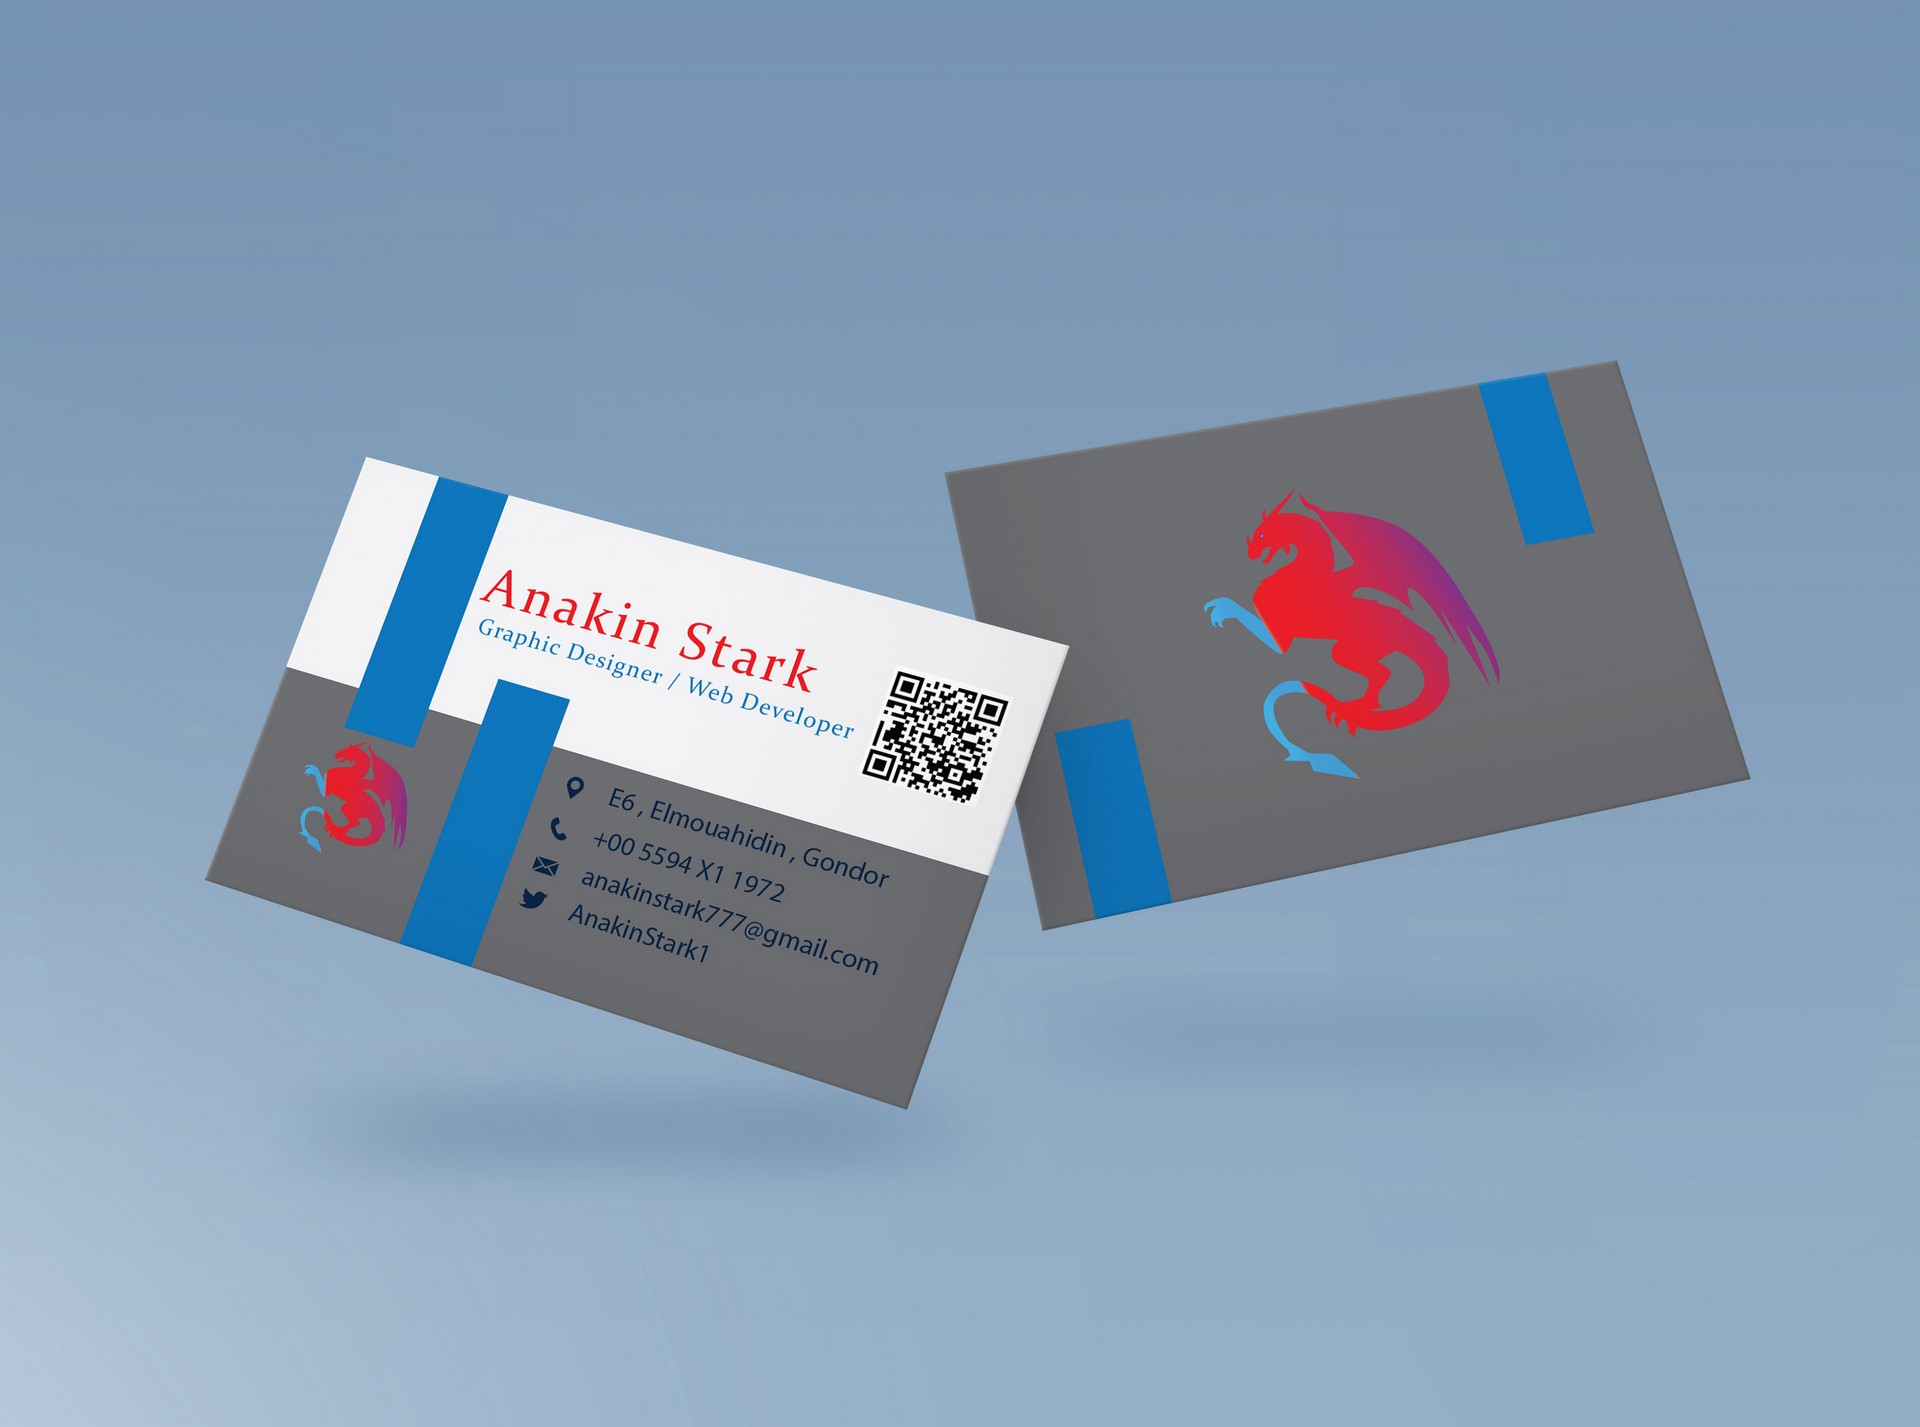 Anakin Stark
Graphic Designer / Web Developer
E6 , Elmouahidin , Gondor
+00 5594 X1 1972
anakinstark777@gmail.com
AnakinStark1